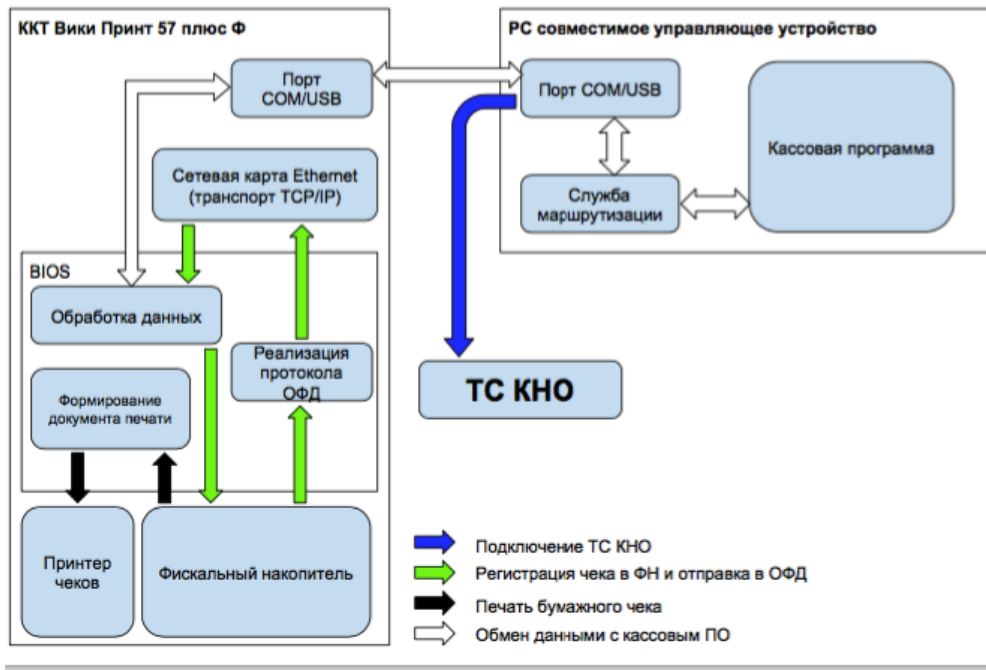 ККТ Вики Принт 57 плюс Ф
PC совместимое управляющее устройство
Порт
COM/USB
Порт COM/USB
Кассовая программа
Сетевая карта Ethernet
(транспорт TCP/IP)
Служба
маршрутизации
BIOS
Обработка данных
Реализация
протокола
ОФД
ТС КНО
Формирование
документа печати
Принтер
чеков
Фискальный накопитель
Подключение ТС КНО
Регистрация чека в ФН и отправка в ОФД
Печать бумажного чека
Обмен данными с кассовым ПО